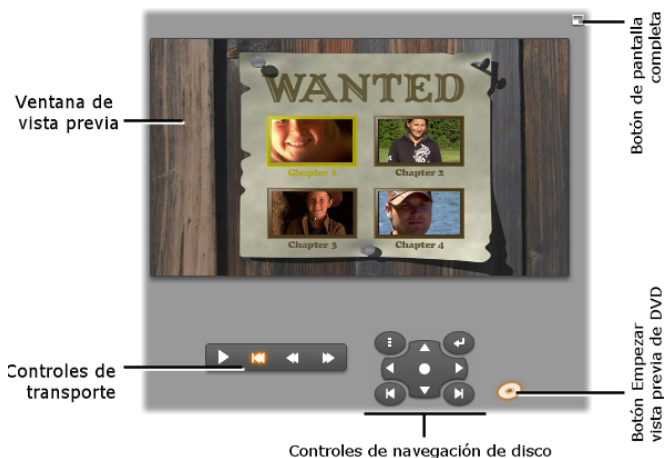 Botón de pantalla
completa
Ventana de
vista previa
WANTED
Chapter 1
Chapter 2
Chapter 3
Chapter 4
Controles de
transporte
Botón Empezar
vista previa de DVD
Controles de navegación de disco